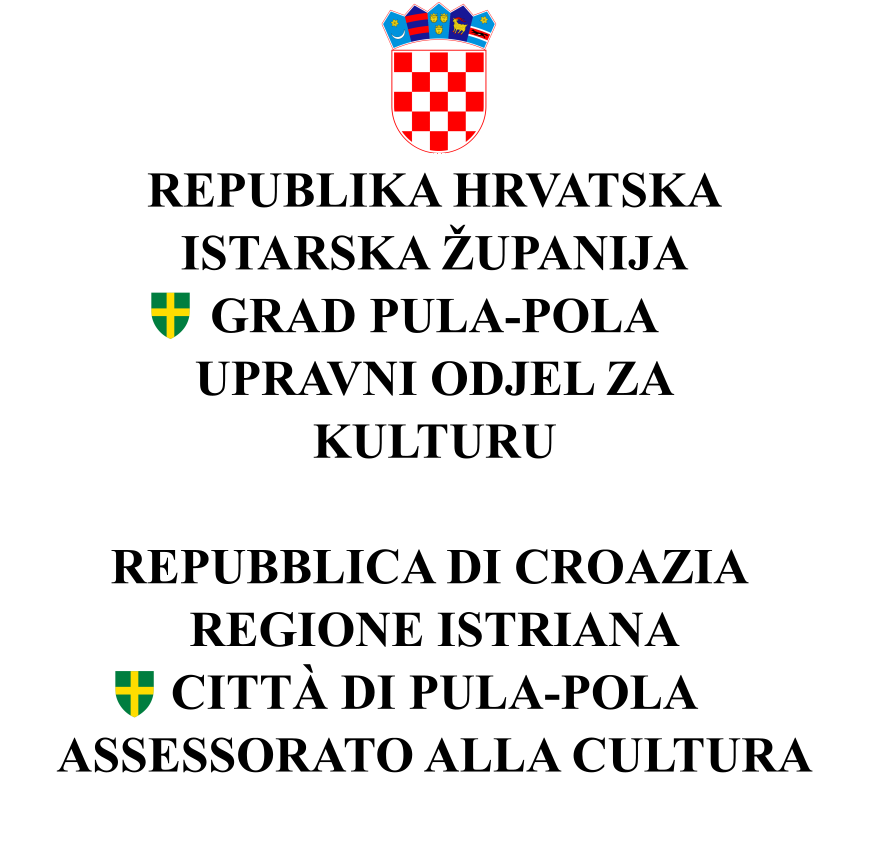 REPUBLIKA HRVATSKA
ISTARSKA ŽUPANIJA
GRAD PULA-POLA
UPRAVNI ODJEL ZA
KULTURU
REPUBBLICA DI CROAZIA
REGIONE ISTRIANA
CITTÀ DI PULA-POLA
ASSESSORATO ALLA CULTURA